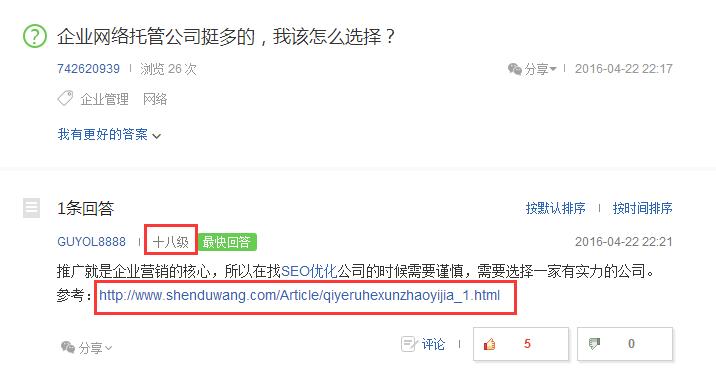 企业网络托管公司挺多的，我该怎么选择？
742620939 浏览 26 次 分享 2016-04-22 22:17
企业管理 网络
我有更好的答案
1条回答 按默认排序 按时间排序
GUYOL8888 十八级 最快回答 2016-04-22 22:21
推广就是企业营销的核心，所以在找SEO优化公司的时候需要谨慎，需要选择一家有实力的公司。
参考：http://www.shenduwang.com/Article/qiyeruhexunzhaoyijia_1.html
分享 评论 5 0